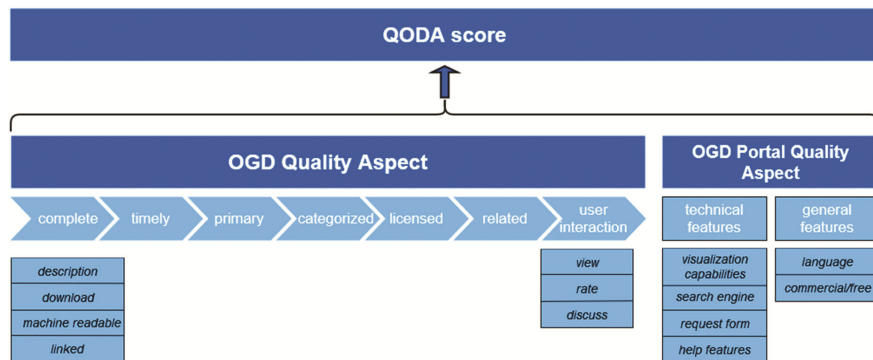 QODA score
OGD Quality Aspect
OGD Portal Quality
Aspect
complete
timely
primary
categorized
licensed
related
user
interaction
technical
features
general
features
description
download
machine readable
linked
view
rate
discuss
visualization
capabilities
search engine
request form
help features
language
commercial/free